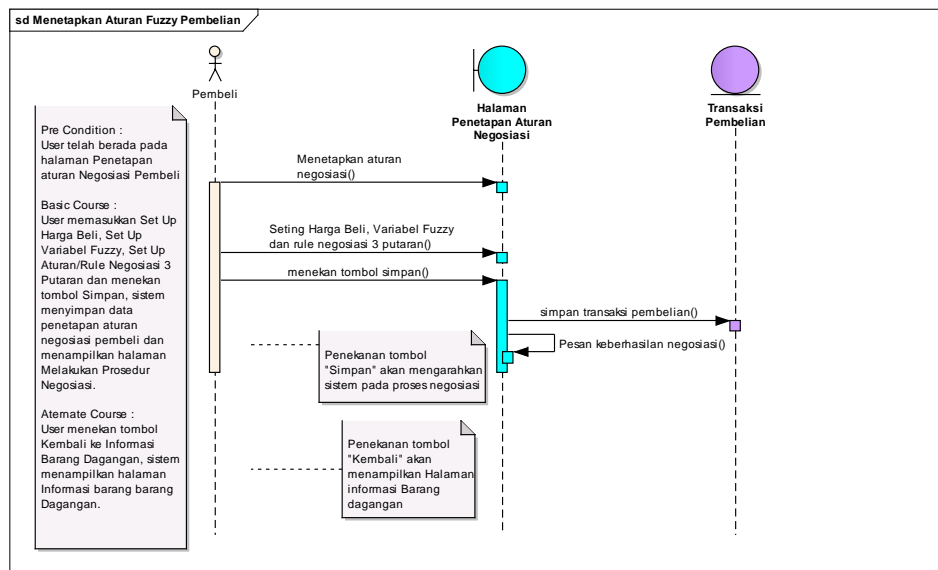 sd Menetapkan Aturan Fuzzy Pembelian
Pembeli
Halaman
Penetapan Aturan
Negosiasi
Transaksi
Pembelian
Pre Condition :
User telah berada pada
halaman Penetapan
aturan Negosiasi Pembeli
Basic Course :
User memasukkan Set Up
Harga Beli, Set Up
Variabel Fuzzy, Set Up
Aturan/Rule Negosiasi 3
Putaran dan menekan
tombol Simpan, sistem
menyimpan data
penetapan aturan
negosiasi pembeli dan
menampilkan halaman
Melakukan Prosedur
Negosiasi.
Aternate Course :
User menekan tombol
Kembali ke Informasi
Barang Dagangan, sistem
menampilkan halaman
Informasi barang barang
Dagangan.
Menetapkan aturan
negosiasi()
Seting Harga Beli, Variabel Fuzzy
dan rule negosiasi 3 putaran()
menekan tombol simpan()
simpan transaksi pembelian()
Pesan keberhasilan negosiasi()
Penekanan tombol
"Simpan" akan mengarahkan
sistem pada proses negosiasi
Penekanan tombol
"Kembali" akan
menampilkan Halaman
informasi Barang
dagangan